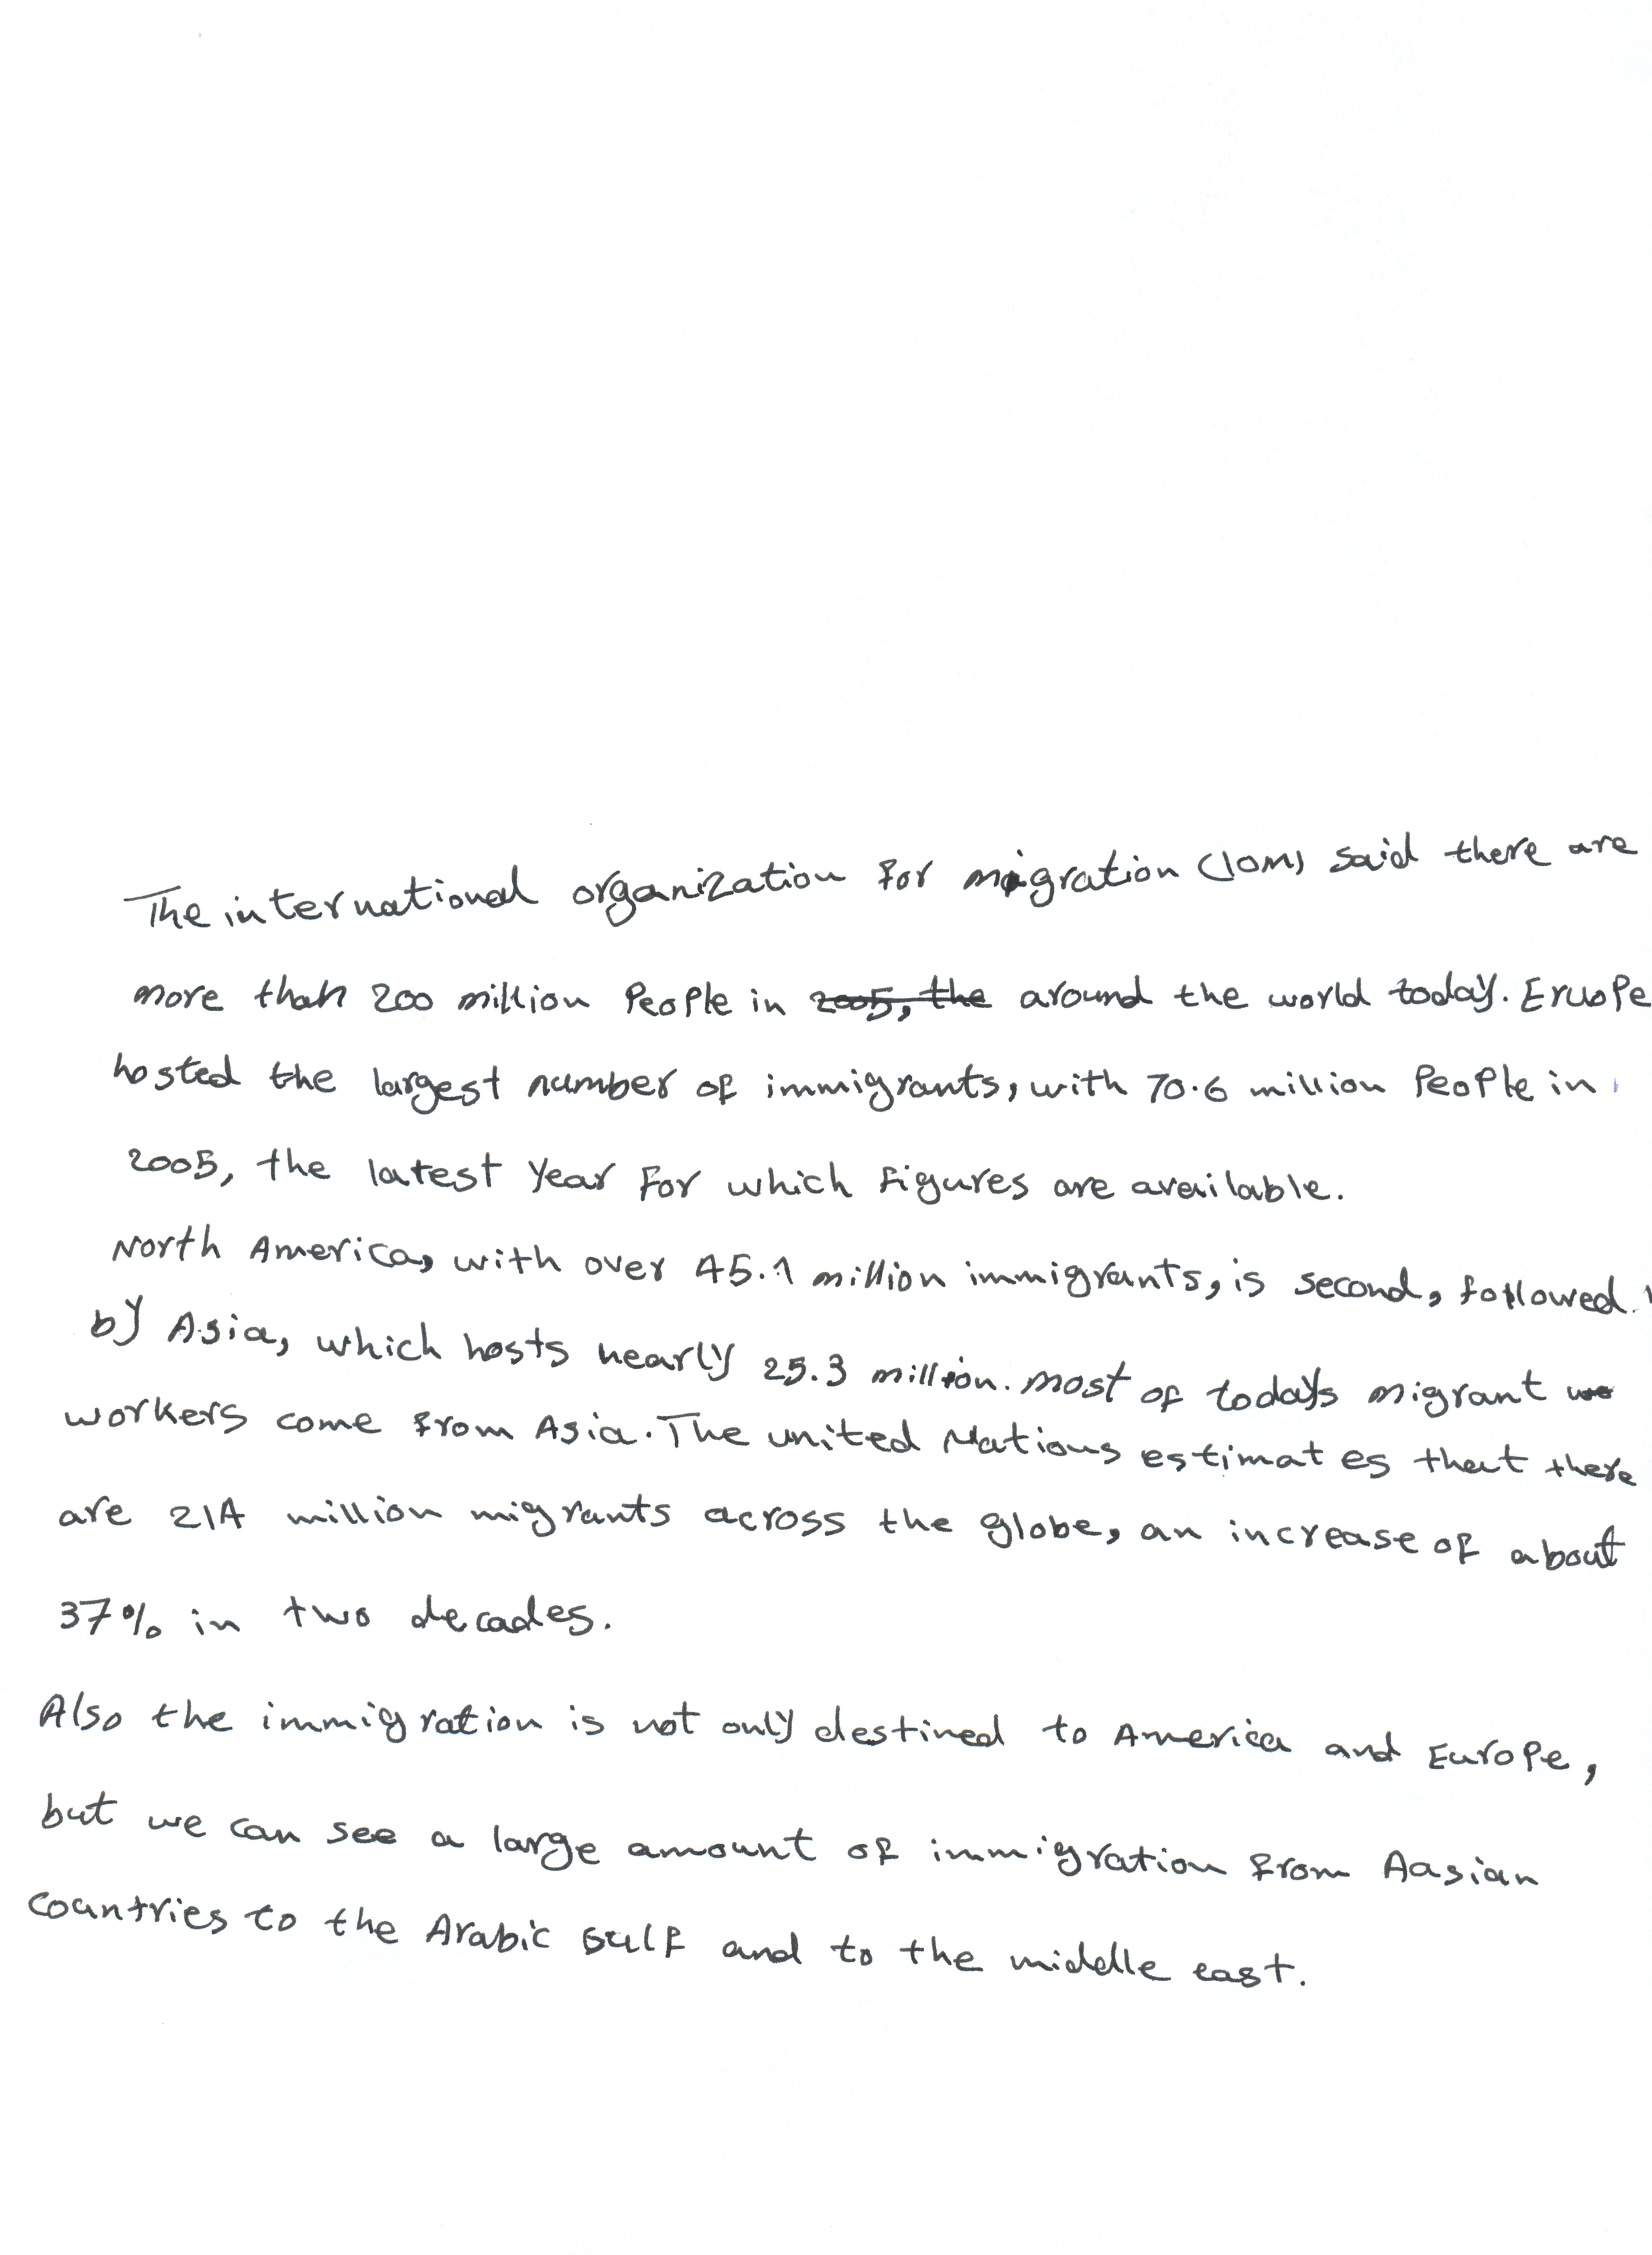 The international organization for migration (IOM) said there are
more than 200 million People in 2005, the around the world today. Eruope
hosted the largest number of immigrants, with 70.6 million People in
2005, the latest year For which figures are available.
North America, with over 45.1 million immigrants, is second, followed
by Asia, which hosts nearly 25.3 million. most of today's migrant wo
workers come from Asia. The united Nations estimates that there
are 214 million migrants across the globe, an increase of about
37% in two decades.
Also the immigration is not only destined to America and Europe,
but we can see a large amount of immigration from Aasian
countries to the Arabic Gulf and to the middle east.